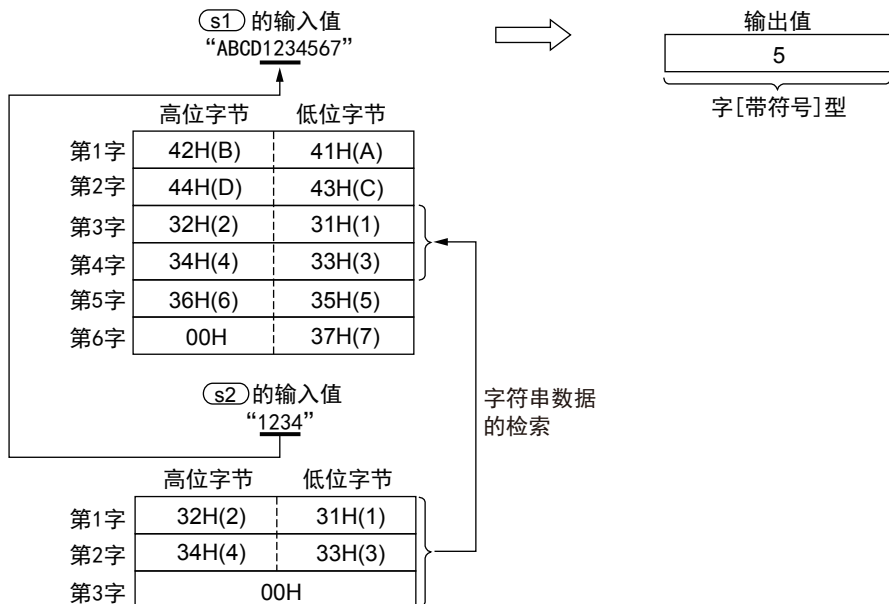 s1 的输入值
“ABCD1234567”
高位字节 低位字节
第1字 42H(B) 41H(A)
第2字 44H(D) 43H(C)
第3字 32H(2) 31H(1)
第4字 34H(4) 33H(3)
第5字 36H(6) 35H(5)
第6字 00H 37H(7)
输出值
5
字[带符号]型
s2 的输入值
“1234”
字符串数据
的检索
高位字节 低位字节
第1字 32H(2) 31H(1)
第2字 34H(4) 33H(3)
第3字 00H